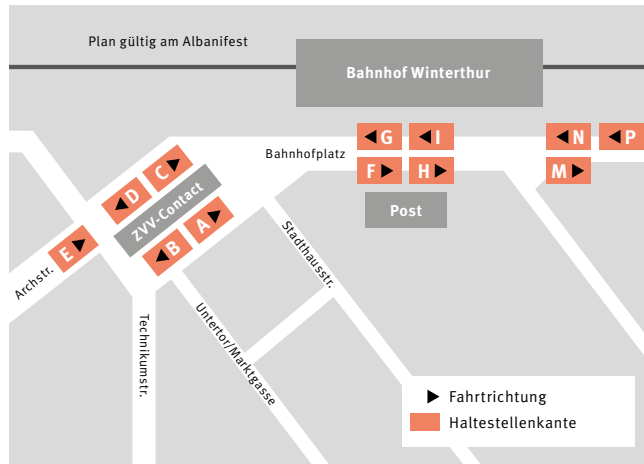 Plan gültig am Albanifest
Bahnhof Winterthur
G
I
N
P
Bahnhofplatz
F
H
M
C
D
ZVV-Contact
Post
A
B
E
Archstr.
Stadthausstr.
Technikumstr.
Untertor/Marktgasse
Fahrtrichtung
Haltestellenkante